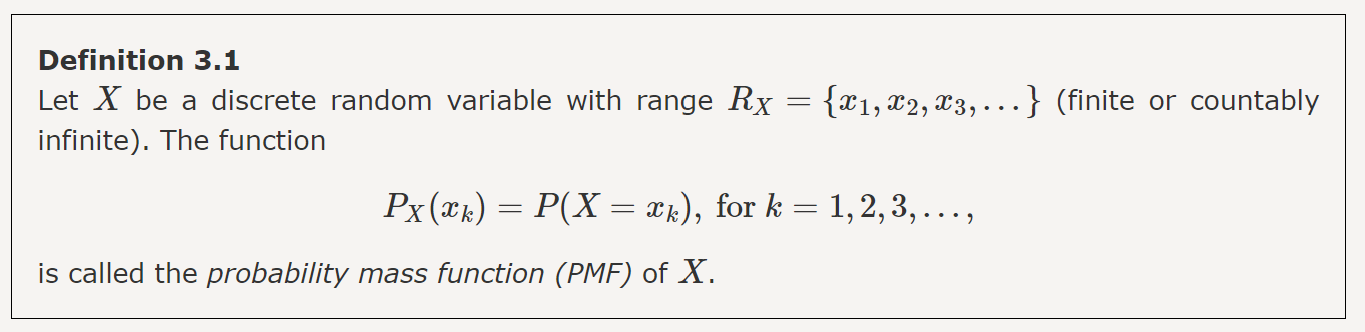 Definition 3.1
Let X be a discrete random variable with range R_X = {x_1, x_2, x_3, ...} (finite or countably
infinite). The function
P_X(x_k) = P(X = x_k), for k = 1, 2, 3, ...,
is called the probability mass function (PMF) of X.